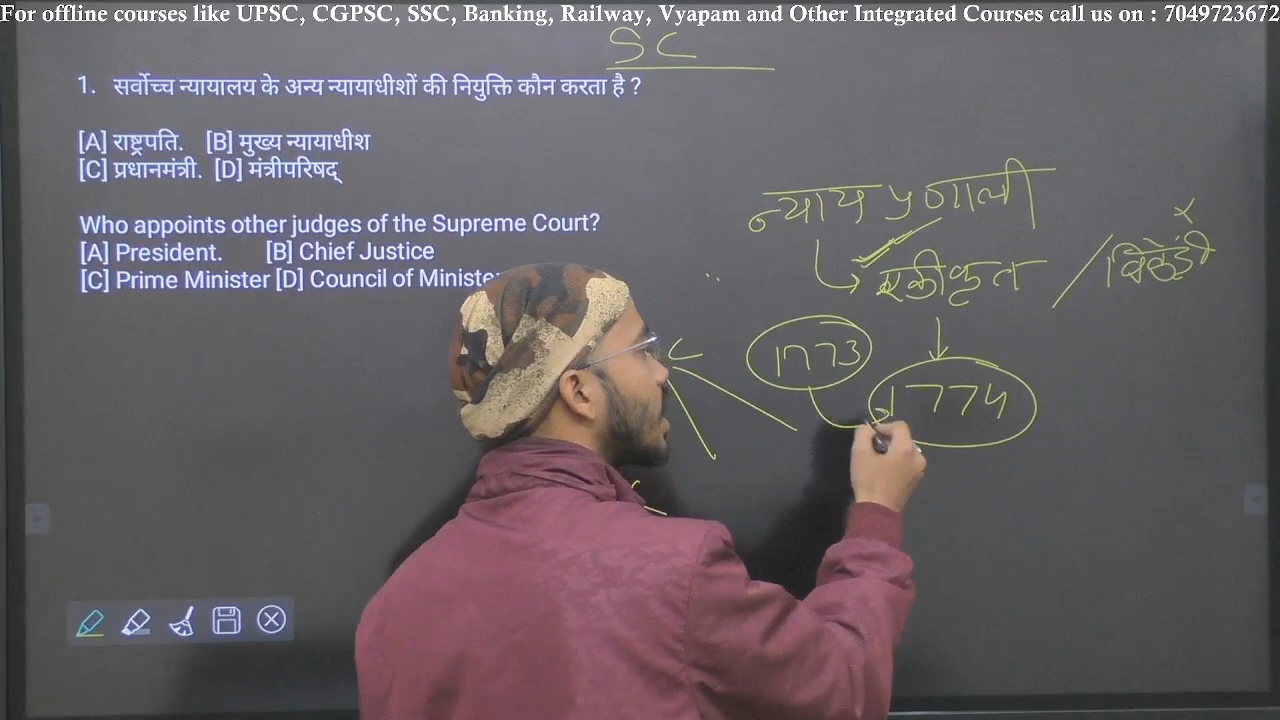 For offline courses like UPSC, CGPSC, SSC, Banking, Railway, Vyapam and Other Integrated Courses call us on : 7049723672
SC
1. सर्वोच्च न्यायालय के अन्य न्यायाधीशों की नियुक्ति कौन करता है ?
[A] राष्ट्रपति. [B] मुख्य न्यायाधीश
[C] प्रधानमंत्री. [D] मंत्रीपरिषद्
Who appoints other judges of the Supreme Court?
[A] President. [B] Chief Justice
[C] Prime Minister [D] Council of Ministe
न्याय प्रणाली
1773
1774